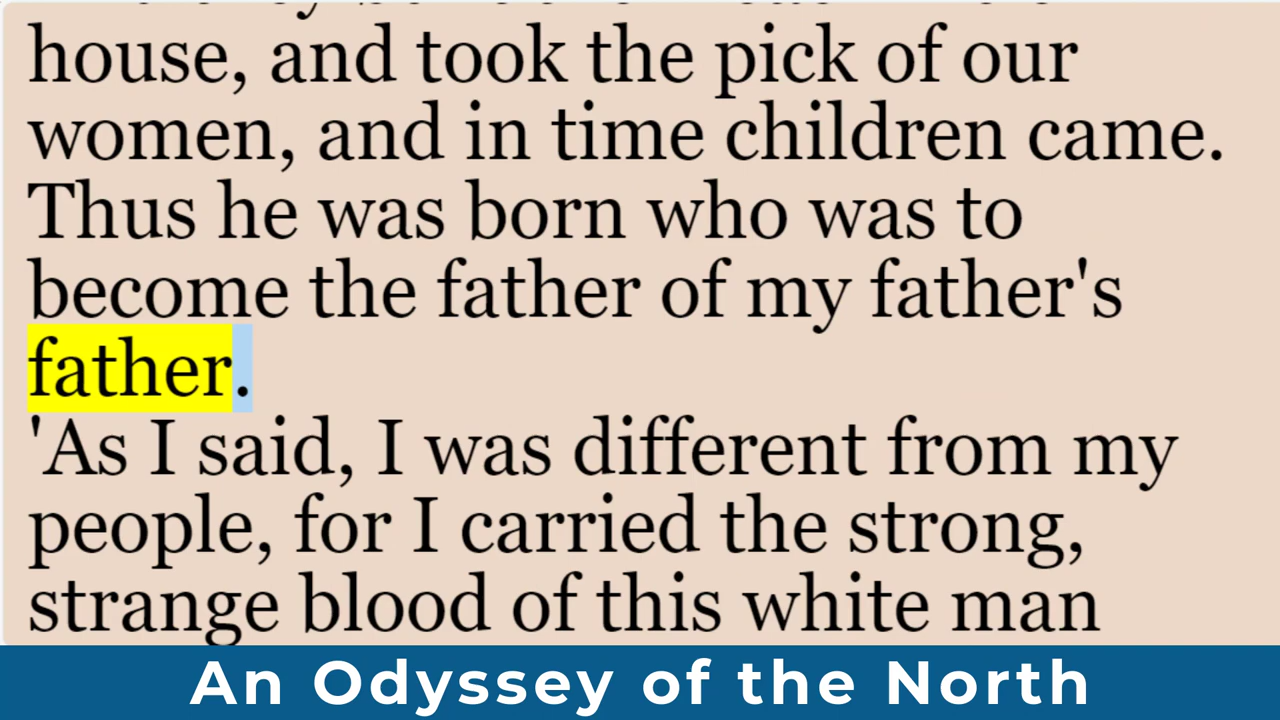 house, and took the pick of our
women, and in time children came.
Thus he was born who was to
become the father of my father's
father.
'As I said, I was different from my
people, for I carried the strong,
strange blood of this white man
An Odyssey of the North